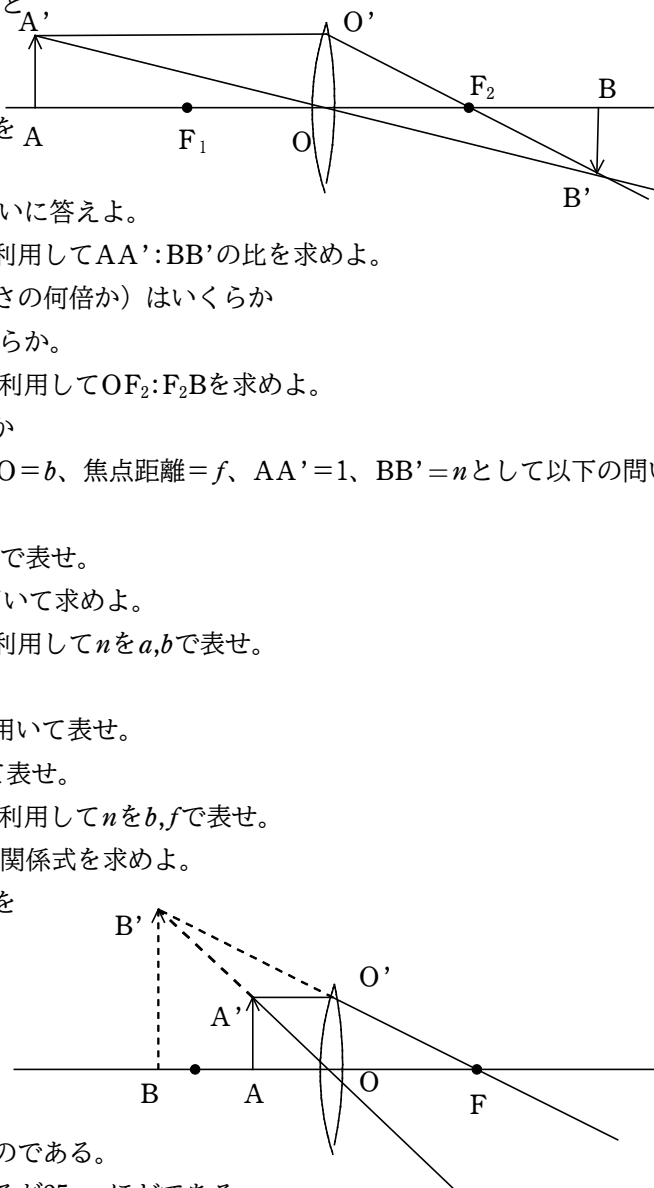 と
A' O'
F₂ B
を A F₁ O
B'
いに答えよ。
利用してAA':BB'の比を求めよ。
さの何倍か）はいくらか
らか。
利用してOF₂:F₂Bを求めよ。
か
O＝b、焦点距離＝f、AA'＝1、BB'＝nとして以下の問い
で表せ。
いて求めよ。
利用してnをa,bで表せ。
用いて表せ。
て表せ。
利用してnをb,fで表せ。
関係式を求めよ。
を
B'
O'
A'
B A O F
のである。